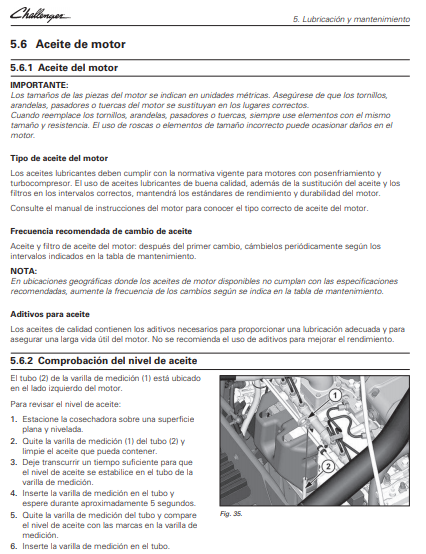 Challenger
5. Lubricación y mantenimiento
5.6 Aceite de motor
5.6.1 Aceite del motor
IMPORTANTE:
Los tamaños de las piezas del motor se indican en unidades métricas. Asegúrese de que los tornillos,
arandelas, pasadores o tuercas del motor se sustituyan en los lugares correctos.
Cuando reemplace los tornillos, arandelas, pasadores o tuercas, siempre use elementos con el mismo
tamaño y resistencia. El uso de roscas o elementos de tamaño incorrecto puede ocasionar daños en el
motor.
Tipo de aceite del motor
Los aceites lubricantes deben cumplir con la normativa vigente para motores con posenfriamiento y
turbocompresor. El uso de aceites lubricantes de buena calidad, además de la sustitución del aceite y los
filtros en los intervalos correctos, mantendrá los estándares de rendimiento y durabilidad del motor.
Consulte el manual de instrucciones del motor para conocer el tipo correcto de aceite del motor.
Frecuencia recomendada de cambio de aceite
Aceite y filtro de aceite del motor: después del primer cambio, cámbielos periódicamente según los
intervalos indicados en la tabla de mantenimiento.
NOTA:
En ubicaciones geográficas donde los aceites de motor disponibles no cumplan con las especificaciones
recomendadas, aumente la frecuencia de los cambios según se indica en la tabla de mantenimiento.
Aditivos para aceite
Los aceites de calidad contienen los aditivos necesarios para proporcionar una lubricación adecuada y para
asegurar una larga vida útil del motor. No se recomienda el uso de aditivos para mejorar el rendimiento.
5.6.2 Comprobación del nivel de aceite
El tubo (2) de la varilla de medición (1) está ubicado
en el lado izquierdo del motor.
Para revisar el nivel de aceite:
1. Estacione la cosechadora sobre una superficie
plana y nivelada.
2. Quite la varilla de medición (1) del tubo (2) y
limpie el aceite que pueda contener.
3. Deje transcurrir un tiempo suficiente para que
el nivel de aceite se estabilice en el tubo de la
varilla de medición.
4. Inserte la varilla de medición en el tubo y
espere durante aproximadamente 5 segundos.
5. Quite la varilla de medición del tubo y compare
el nivel de aceite con las marcas en la varilla de
medición.
6. Inserte la varilla de medición en el tubo.
1
2
Fig. 35.